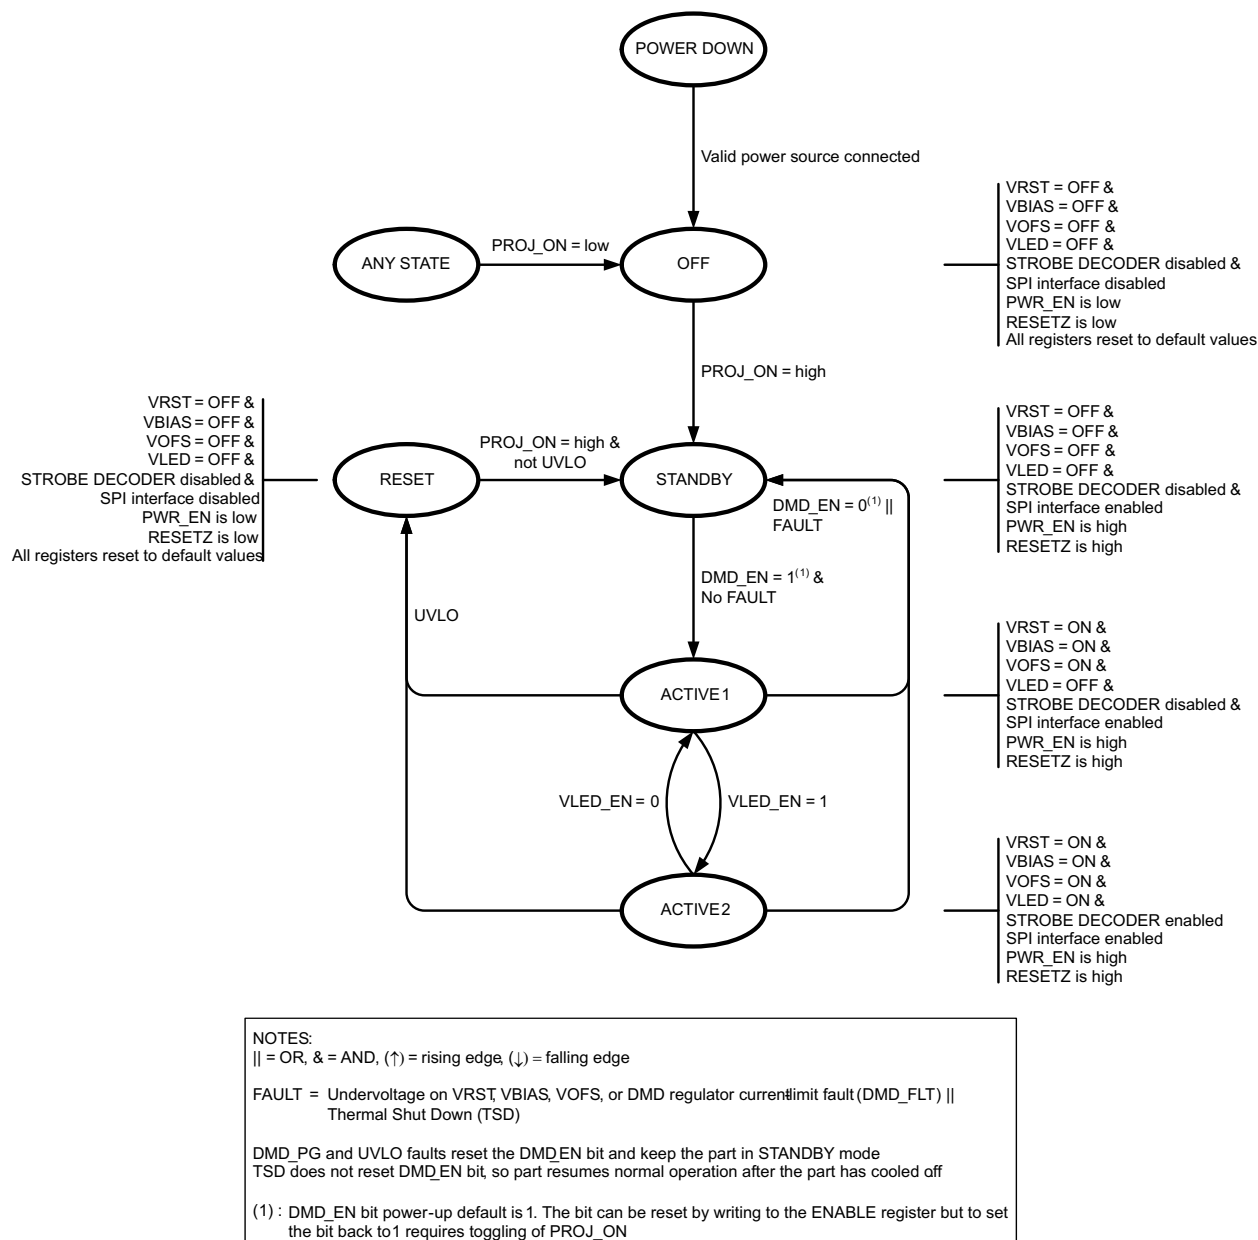 POWER DOWN
Valid power source connected
ANY STATE
PROJ_ON = low
OFF
VRST = OFF &
VBIAS = OFF &
VOFS = OFF &
VLED = OFF &
STROBE DECODER disabled &
SPI interface disabled
PWR_EN is low
RESETZ is low
All registers reset to default values
PROJ_ON = high
VRST = OFF &
VBIAS = OFF &
VOFS = OFF &
VLED = OFF &
STROBE DECODER disabled &
SPI interface disabled
PWR_EN is low
RESETZ is low
All registers reset to default values
RESET
PROJ_ON = high &
not UVLO
STANDBY
DMD_EN = 0(1) ||
FAULT
VRST = OFF &
VBIAS = OFF &
VOFS = OFF &
VLED = OFF &
STROBE DECODER disabled &
SPI interface enabled
PWR_EN is high
RESETZ is high
DMD_EN = 1(1) &
No FAULT
UVLO
ACTIVE1
VRST = ON &
VBIAS = ON &
VOFS = ON &
VLED = OFF &
STROBE DECODER disabled &
SPI interface enabled
PWR_EN is high
RESETZ is high
VLED_EN = 0
VLED_EN = 1
ACTIVE2
VRST = ON &
VBIAS = ON &
VOFS = ON &
VLED = ON &
STROBE DECODER enabled
SPI interface enabled
PWR_EN is high
RESETZ is high
NOTES:
|| = OR, & = AND, (↑) = rising edge, (↓) = falling edge
FAULT = Undervoltage on VRST, VBIAS, VOFS, or DMD regulator current-limit fault (DMD_FLT) ||
Thermal Shut Down (TSD)
DMD_PG and UVLO faults reset the DMD_EN bit and keep the part in STANDBY mode
TSD does not reset DMD_EN bit, so part resumes normal operation after the part has cooled off
(1) : DMD_EN bit power-up default is 1. The bit can be reset by writing to the ENABLE register but to set
the bit back to 1 requires toggling of PROJ_ON